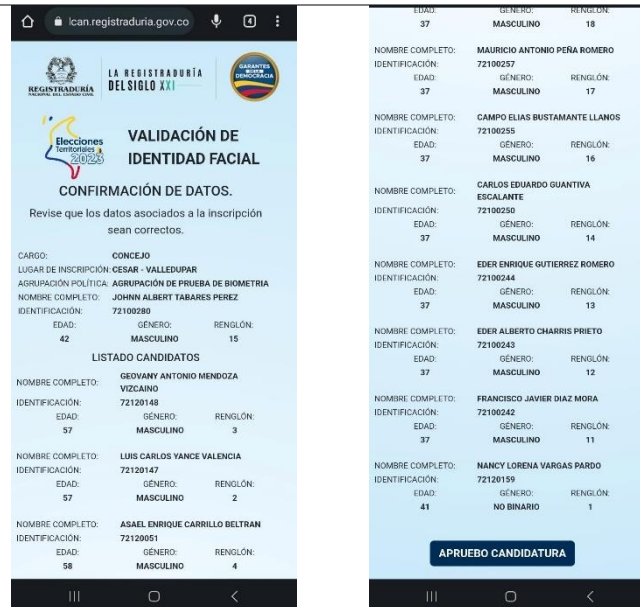 lcan.registraduria.gov.co
4
REGISTRADURÍA
NACIONAL DEL ESTADO CIVIL
LA REGISTRADURÍA
DEL SIGLO XXI
GARANTES
DE LA
DEMOCRACIA
Elecciones
Territoriales
2023
VALIDACIÓN DE
IDENTIDAD FACIAL
CONFIRMACIÓN DE DATOS.
Revise que los datos asociados a la inscripción
sean correctos.
CARGO: CONCEJO
LUGAR DE INSCRIPCIÓN: CESAR - VALLEDUPAR
AGRUPACIÓN POLÍTICA: AGRUPACIÓN DE PRUEBA DE BIOMETRIA
NOMBRE COMPLETO: JOHNN ALBERT TABARES PEREZ
IDENTIFICACIÓN: 72100280
EDAD: GÉNERO: RENGLÓN:
42 MASCULINO 15
LISTADO CANDIDATOS
NOMBRE COMPLETO: GEOVANY ANTONIO MENDOZA
VIZCAINO
IDENTIFICACIÓN: 72120148
EDAD: GÉNERO: RENGLÓN:
57 MASCULINO 3
NOMBRE COMPLETO: LUIS CARLOS YANCE VALENCIA
IDENTIFICACIÓN: 72120147
EDAD: GÉNERO: RENGLÓN:
57 MASCULINO 2
NOMBRE COMPLETO: ASAEL ENRIQUE CARRILLO BELTRAN
IDENTIFICACIÓN: 72120051
EDAD: GÉNERO: RENGLÓN:
58 MASCULINO 4
EDAD: GÉNERO: RENGLÓN:
37 MASCULINO 18
NOMBRE COMPLETO: MAURICIO ANTONIO PEÑA ROMERO
IDENTIFICACIÓN: 72100257
EDAD: GÉNERO: RENGLÓN:
37 MASCULINO 17
NOMBRE COMPLETO: CAMPO ELIAS BUSTAMANTE LLANOS
IDENTIFICACIÓN: 72100255
EDAD: GÉNERO: RENGLÓN:
37 MASCULINO 16
NOMBRE COMPLETO: CARLOS EDUARDO GUANTIVA
ESCALANTE
IDENTIFICACIÓN: 72100250
EDAD: GÉNERO: RENGLÓN:
37 MASCULINO 14
NOMBRE COMPLETO: EDER ENRIQUE GUTIERREZ ROMERO
IDENTIFICACIÓN: 72100244
EDAD: GÉNERO: RENGLÓN:
37 MASCULINO 13
NOMBRE COMPLETO: EDER ALBERTO CHARRIS PRIETO
IDENTIFICACIÓN: 72100243
EDAD: GÉNERO: RENGLÓN:
37 MASCULINO 12
NOMBRE COMPLETO: FRANCISCO JAVIER DIAZ MORA
IDENTIFICACIÓN: 72100242
EDAD: GÉNERO: RENGLÓN:
37 MASCULINO 11
NOMBRE COMPLETO: NANCY LORENA VARGAS PARDO
IDENTIFICACIÓN: 72120159
EDAD: GÉNERO: RENGLÓN:
41 NO BINARIO 1
APRUEBO CANDIDATURA